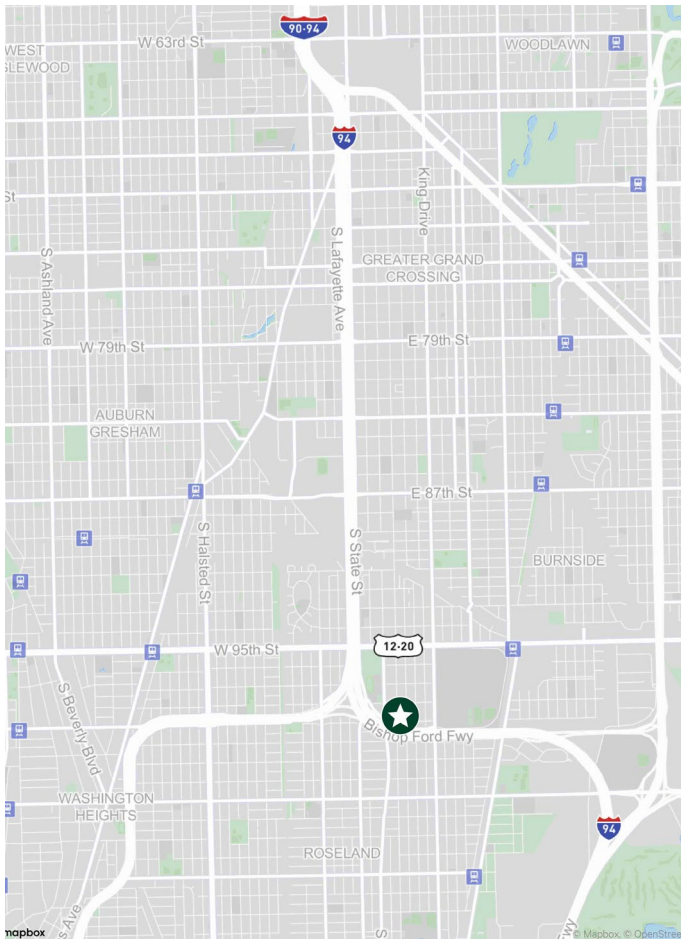 90-94
W 63rd St
WOODLAWN
WEST
GLEWOOD
94
St
King Drive
S Ashland Ave
S Lafayette Ave
GREATER GRAND
CROSSING
W 79th St
E 79th St
AUBURN
GRESHAM
E 87th St
S Halsted St
S State St
BURNSIDE
W 95th St
12-20
S Beverly Blvd
Bishop Ford Fwy
WASHINGTON
HEIGHTS
94
ROSELAND
s Ave
S
wy
mapbox
© Mapbox, © OpenStree